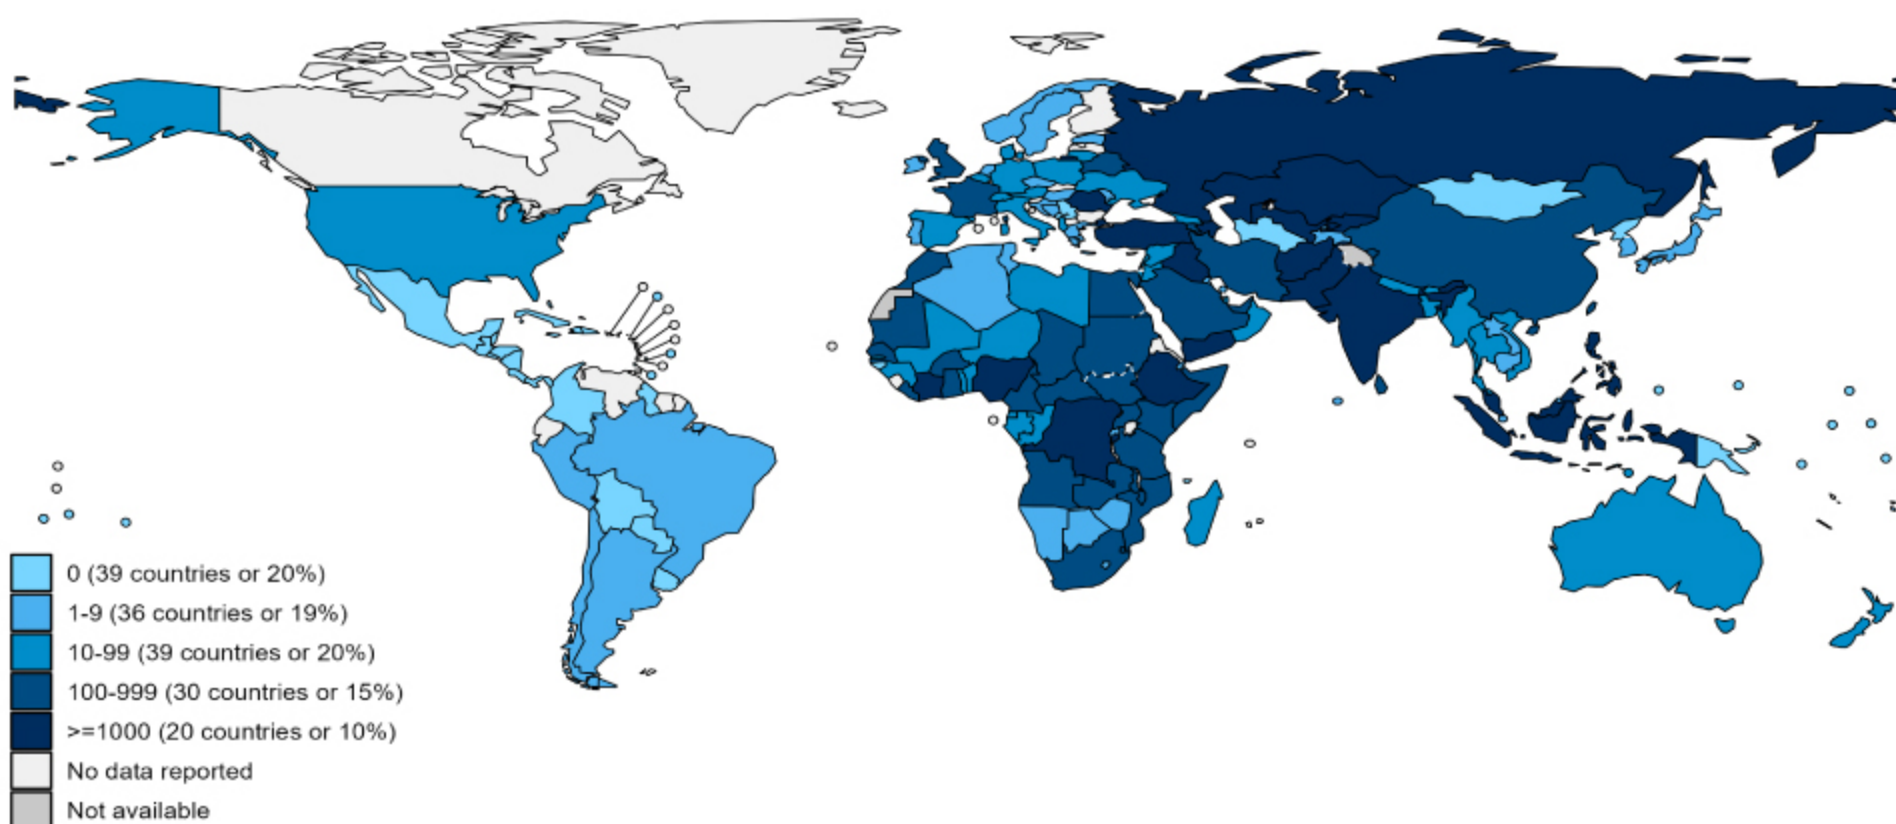 0 (39 countries or 20%)
1-9 (36 countries or 19%)
10-99 (39 countries or 20%)
100-999 (30 countries or 15%)
>=1000 (20 countries or 10%)
No data reported
Not available